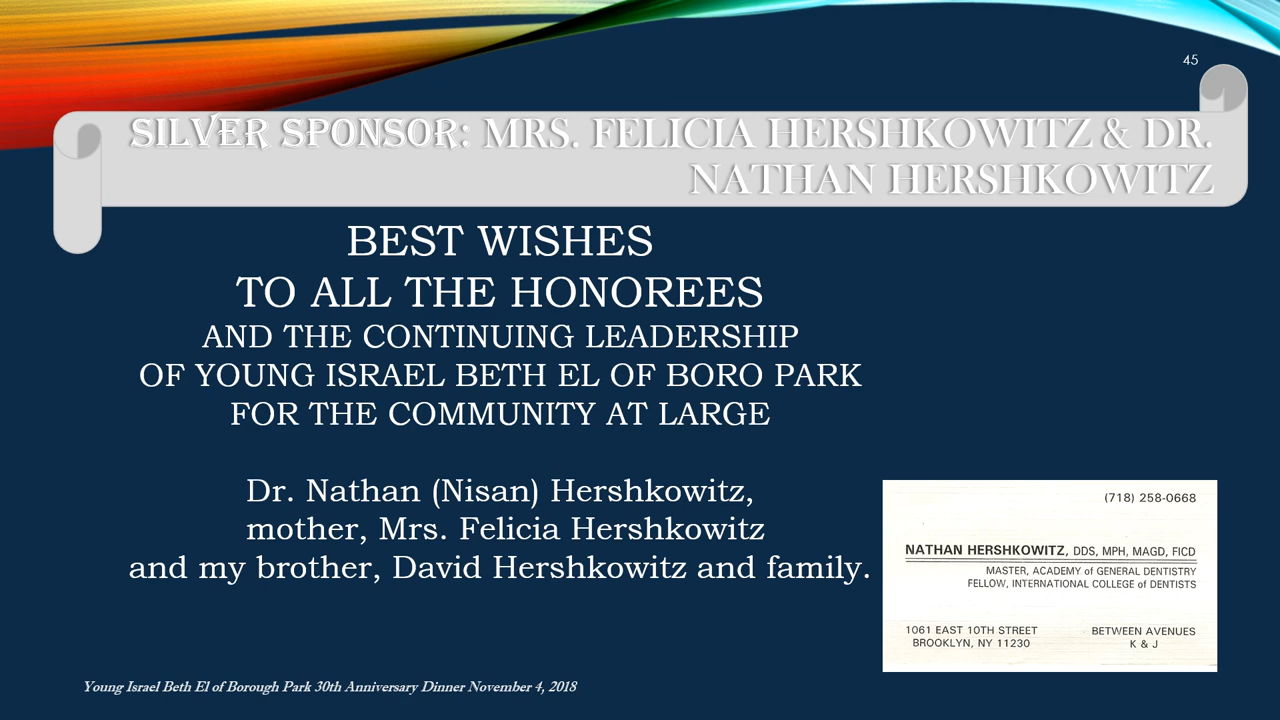 45
SILVER SPONSOR: MRS. FELICIA HERSHKOWITZ & DR.
NATHAN HERSHKOWITZ
BEST WISHES
TO ALL THE HONOREES
AND THE CONTINUING LEADERSHIP
OF YOUNG ISRAEL BETH EL OF BORO PARK
FOR THE COMMUNITY AT LARGE
Dr. Nathan (Nisan) Hershkowitz,
mother, Mrs. Felicia Hershkowitz
and my brother, David Hershkowitz and family.
(718) 258-0668
NATHAN HERSHKOWITZ, DDS, MPH, MAGD, FICD
MASTER, ACADEMY of GENERAL DENTISTRY
FELLOW, INTERNATIONAL COLLEGE of DENTISTS
1061 EAST 10TH STREET BETWEEN AVENUES
BROOKLYN, NY 11230 K & J
Young Israel Beth El of Borough Park 30th Anniversary Dinner November 4, 2018